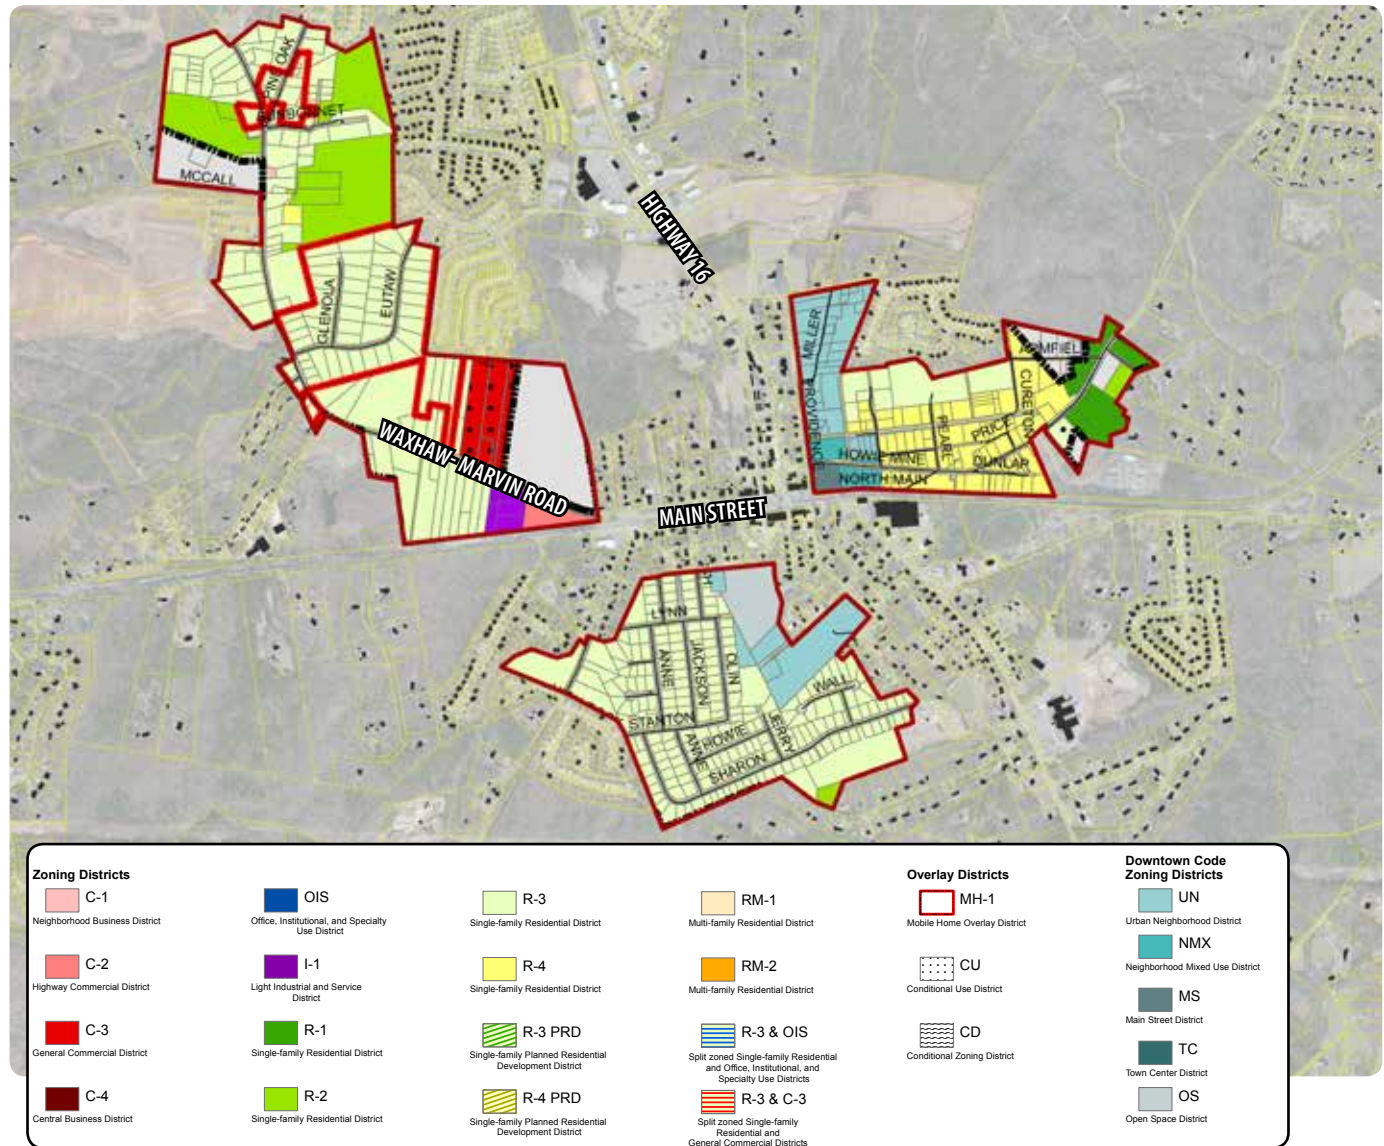 PINE OAK
SUNBONNET
MCCALL
HIGHWAY 16
GLENDIA
EUTAW
MILLER
PROVIDENCE
ARMFIEL
CURETON
PRICE
PEARL
DUNLAP
HOWIE MINE
NORTH MAIN
WAXHAW- MARVIN ROAD
MAIN STREET
LYNN
ANNE
JACKSON
DLIN
WALL
STANTON
HOWIE
ANNE
JERRY
SHARON
Zoning Districts
C-1
Neighborhood Business District
C-2
Highway Commercial District
C-3
General Commercial District
C-4
Central Business District
OIS
Office, Institutional, and Specialty
Use District
I-1
Light Industrial and Service
District
R-1
Single-family Residential District
R-2
Single-family Residential District
R-3
Single-family Residential District
R-4
Single-family Residential District
R-3 PRD
Single-family Planned Residential
Development District
R-4 PRD
Single-family Planned Residential
Development District
RM-1
Multi-family Residential District
RM-2
Multi-family Residential District
R-3 & OIS
Split zoned Single-family Residential
and Office, Institutional, and
Specialty Use Districts
R-3 & C-3
Split zoned Single-family
Residential and
General Commercial Districts
Overlay Districts
MH-1
Mobile Home Overlay District
CU
Conditional Use District
CD
Conditional Zoning District
Downtown Code
Zoning Districts
UN
Urban Neighborhood District
NMX
Neighborhood Mixed Use District
MS
Main Street District
TC
Town Center District
OS
Open Space District